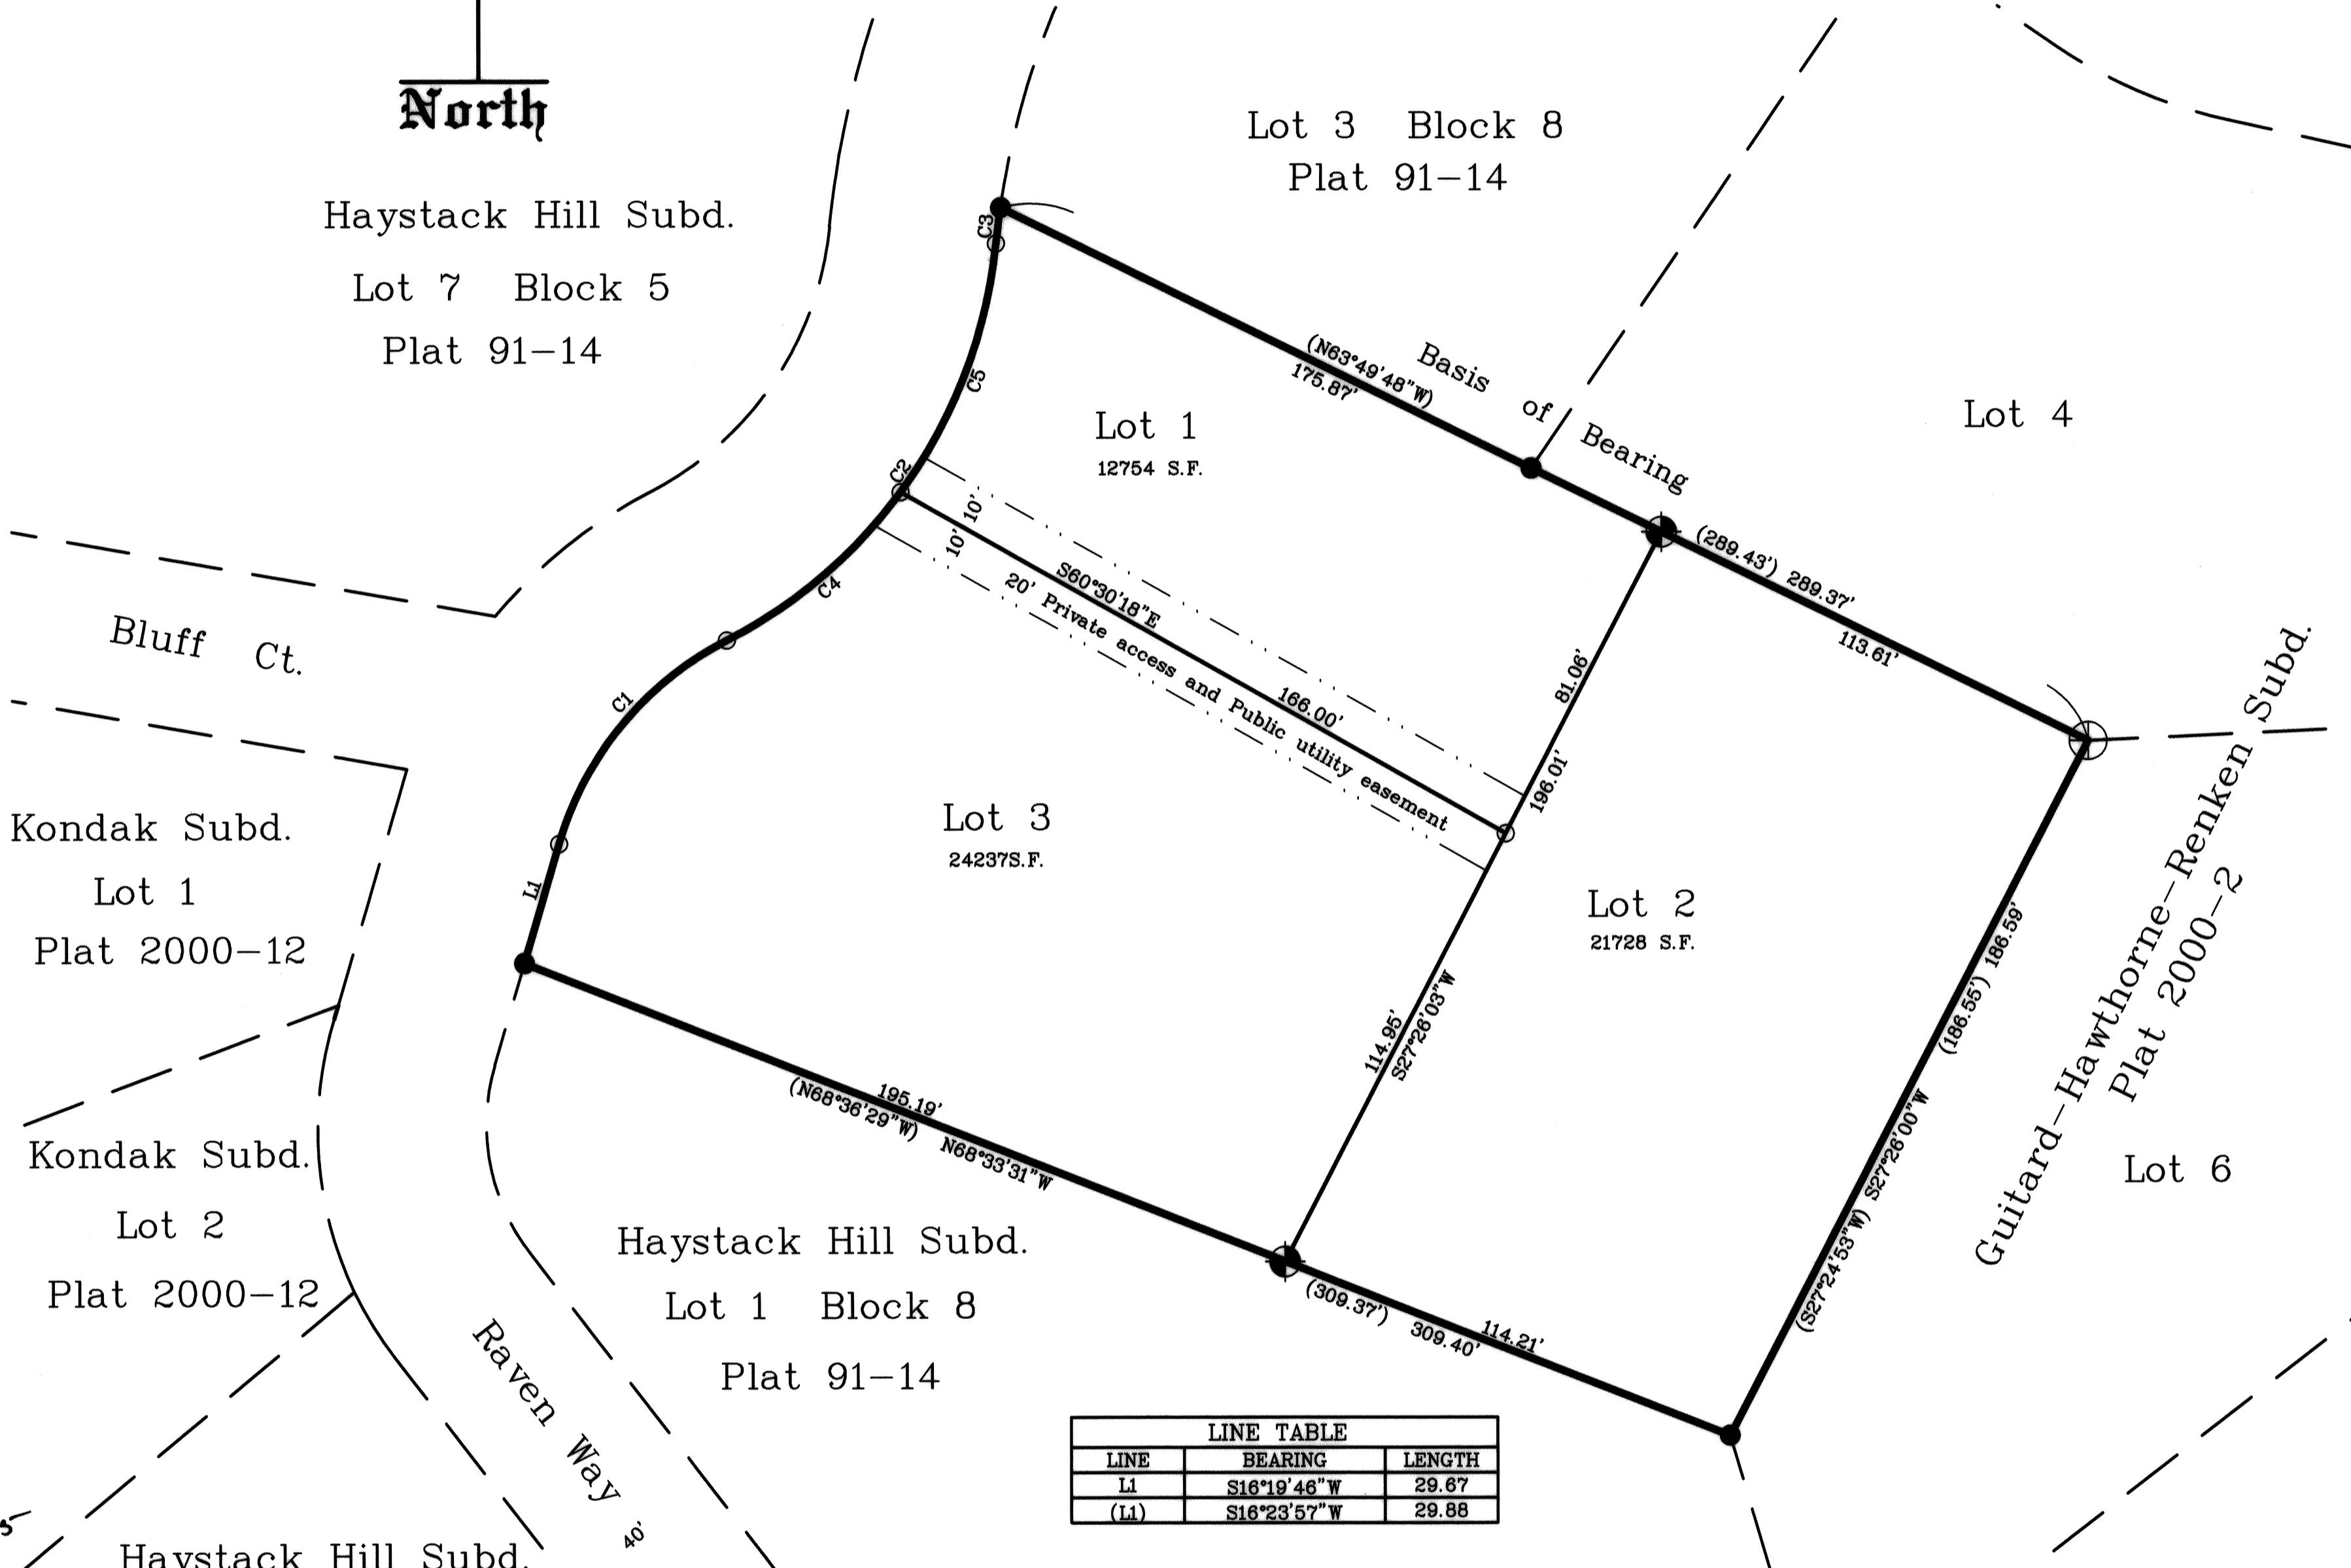 North
Haystack Hill Subd.
Lot 7 Block 5
Plat 91-14
Lot 3 Block 8
Plat 91-14
C3
(N63°49'48"W)
175.87'
Basis of Bearing
C5
Lot 1
12754 S.F.
Lot 4
C2
10' 10'
(289.43') 289.37'
113.61'
S60°30'18"E
166.00'
20' Private access and Public utility easement
C4
Bluff Ct.
C1
81.06'
196.01'
Guitard-Hawthorne-Renken Subd.
Plat 2000-2
Kondak Subd.
Lot 1
Plat 2000-12
L1
Lot 3
24237S.F.
Lot 2
21728 S.F.
(186.55') 186.59'
(S27°24'53"W) S27°26'00"W
114.95'
S27°26'03"W
195.19'
(N68°36'29"W) N68°33'31"W
Kondak Subd.
Lot 2
Plat 2000-12
Lot 6
Haystack Hill Subd.
Lot 1 Block 8
Plat 91-14
(309.37') 309.40'
114.21'
Raven Way 40'
LINE TABLE
LINE BEARING LENGTH
L1 S16°19'46"W 29.67
(L1) S16°23'57"W 29.88
Haystack Hill Subd.